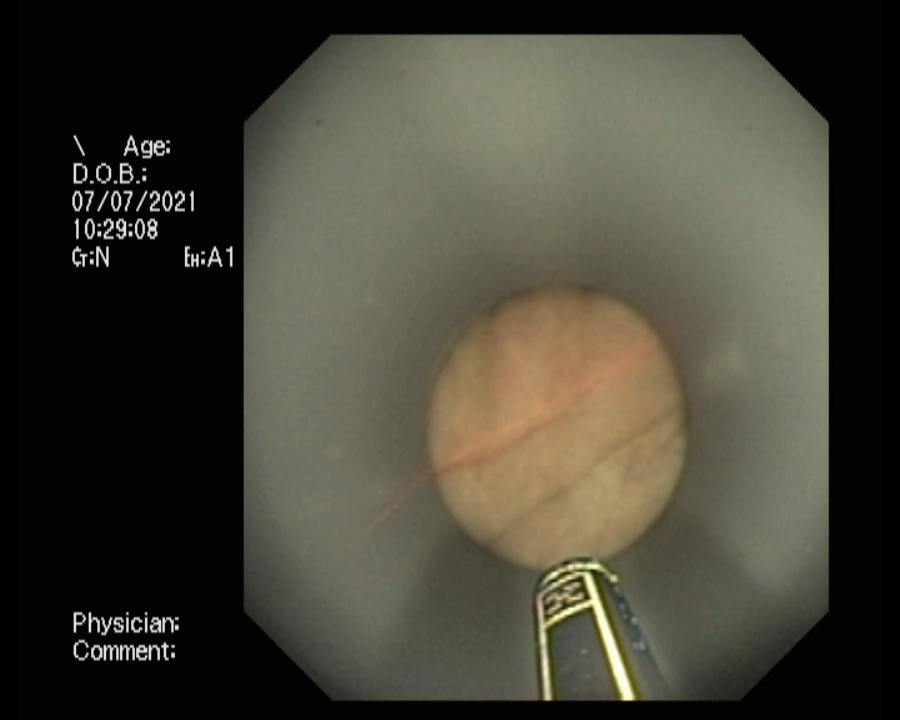 \ Age:
D.O.B.:
07/07/2021
10:29:08
Cr:N EH:A1
Physician:
Comment: